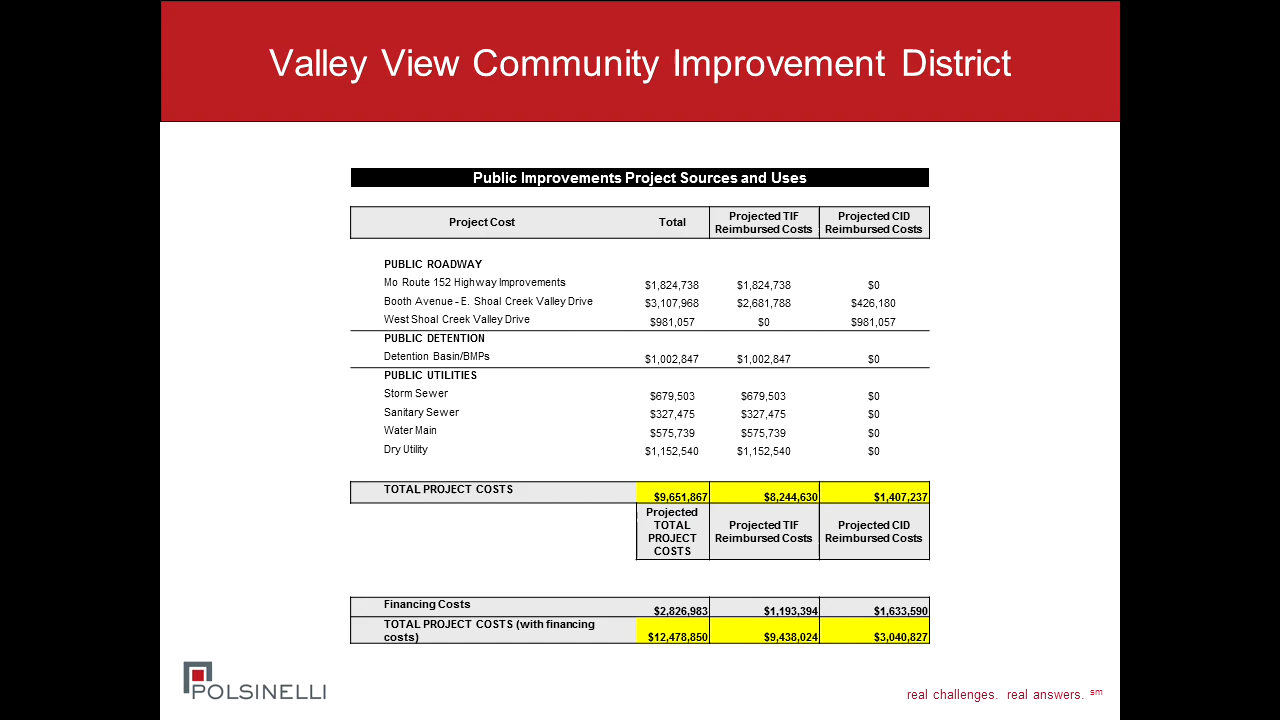 Valley View Community Improvement District
Public Improvements Project Sources and Uses
Project Cost Total Projected TIF Reimbursed Costs Projected CID Reimbursed Costs
PUBLIC ROADWAY
Mo Route 152 Highway Improvements $1,824,738 $1,824,738 $0
Booth Avenue - E. Shoal Creek Valley Drive $3,107,968 $2,681,788 $426,180
West Shoal Creek Valley Drive $981,057 $0 $981,057
PUBLIC DETENTION
Detention Basin/BMPs $1,002,847 $1,002,847 $0
PUBLIC UTILITIES
Storm Sewer $679,503 $679,503 $0
Sanitary Sewer $327,475 $327,475 $0
Water Main $575,739 $575,739 $0
Dry Utility $1,152,540 $1,152,540 $0
TOTAL PROJECT COSTS $9,651,867 $8,244,630 $1,407,237
Projected TOTAL PROJECT COSTS Projected TIF Reimbursed Costs Projected CID Reimbursed Costs
Financing Costs $2,826,983 $1,193,394 $1,633,590
TOTAL PROJECT COSTS (with financing costs) $12,478,850 $9,438,024 $3,040,827
POLSINELLI
real challenges. real answers. sm